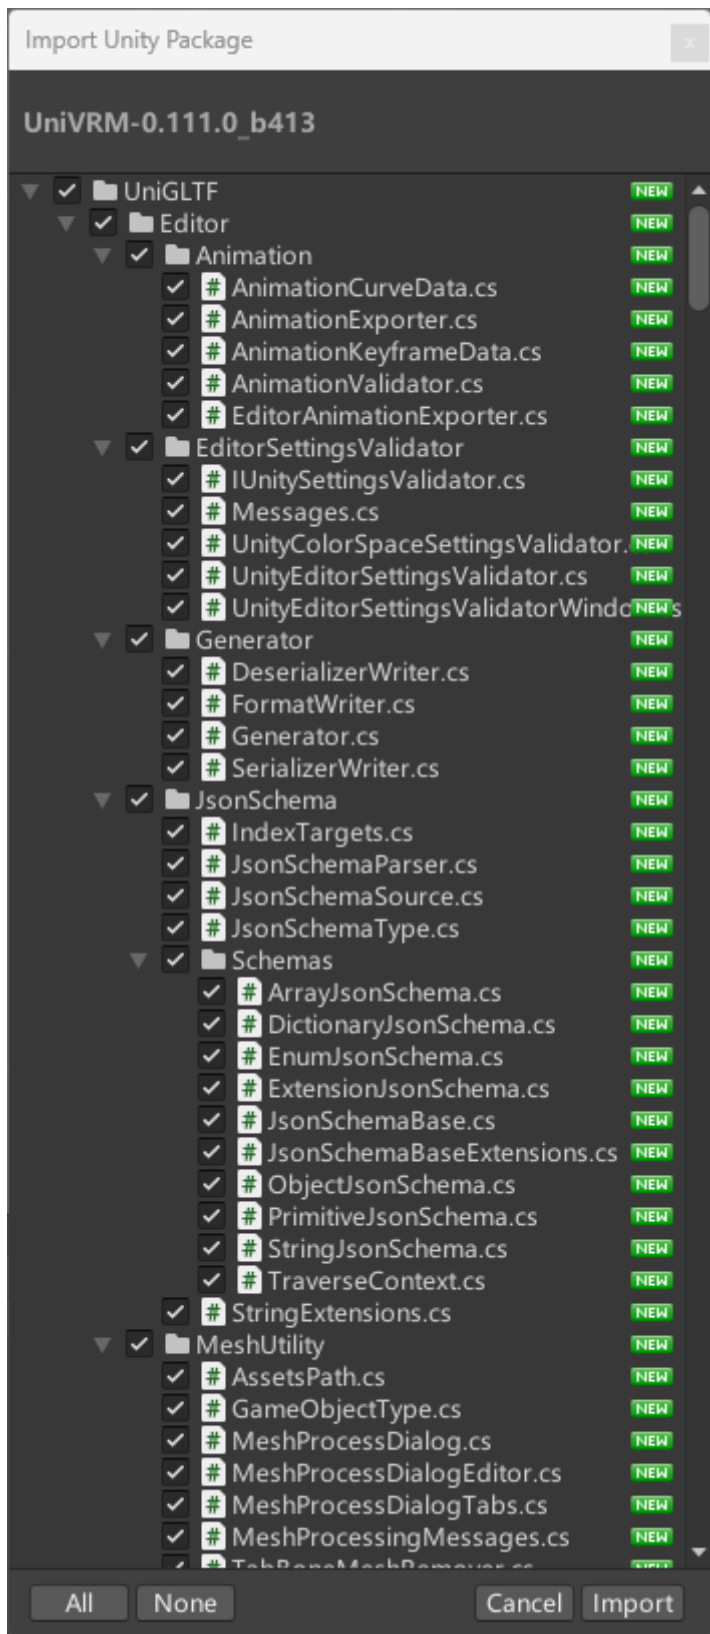 Import Unity Package
x
UniVRM-0.111.0_b413
UniGLTF NEW
Editor NEW
Animation NEW
AnimationCurveData.cs NEW
AnimationExporter.cs NEW
AnimationKeyframeData.cs NEW
AnimationValidator.cs NEW
EditorAnimationExporter.cs NEW
EditorSettingsValidator NEW
IUnitySettingsValidator.cs NEW
Messages.cs NEW
UnityColorSpaceSettingsValidator. NEW
UnityEditorSettingsValidator.cs NEW
UnityEditorSettingsValidatorWindo NEW s
Generator NEW
DeserializerWriter.cs NEW
FormatWriter.cs NEW
Generator.cs NEW
SerializerWriter.cs NEW
JsonSchema NEW
IndexTargets.cs NEW
JsonSchemaParser.cs NEW
JsonSchemaSource.cs NEW
JsonSchemaType.cs NEW
Schemas NEW
ArrayJsonSchema.cs NEW
DictionaryJsonSchema.cs NEW
EnumJsonSchema.cs NEW
ExtensionJsonSchema.cs NEW
JsonSchemaBase.cs NEW
JsonSchemaBaseExtensions.cs NEW
ObjectJsonSchema.cs NEW
PrimitiveJsonSchema.cs NEW
StringJsonSchema.cs NEW
TraverseContext.cs NEW
StringExtensions.cs NEW
MeshUtility NEW
AssetsPath.cs NEW
GameObjectType.cs NEW
MeshProcessDialog.cs NEW
MeshProcessDialogEditor.cs NEW
MeshProcessDialogTabs.cs NEW
MeshProcessingMessages.cs NEW
TabBoneMeshRemover.cs NEW
All None Cancel Import